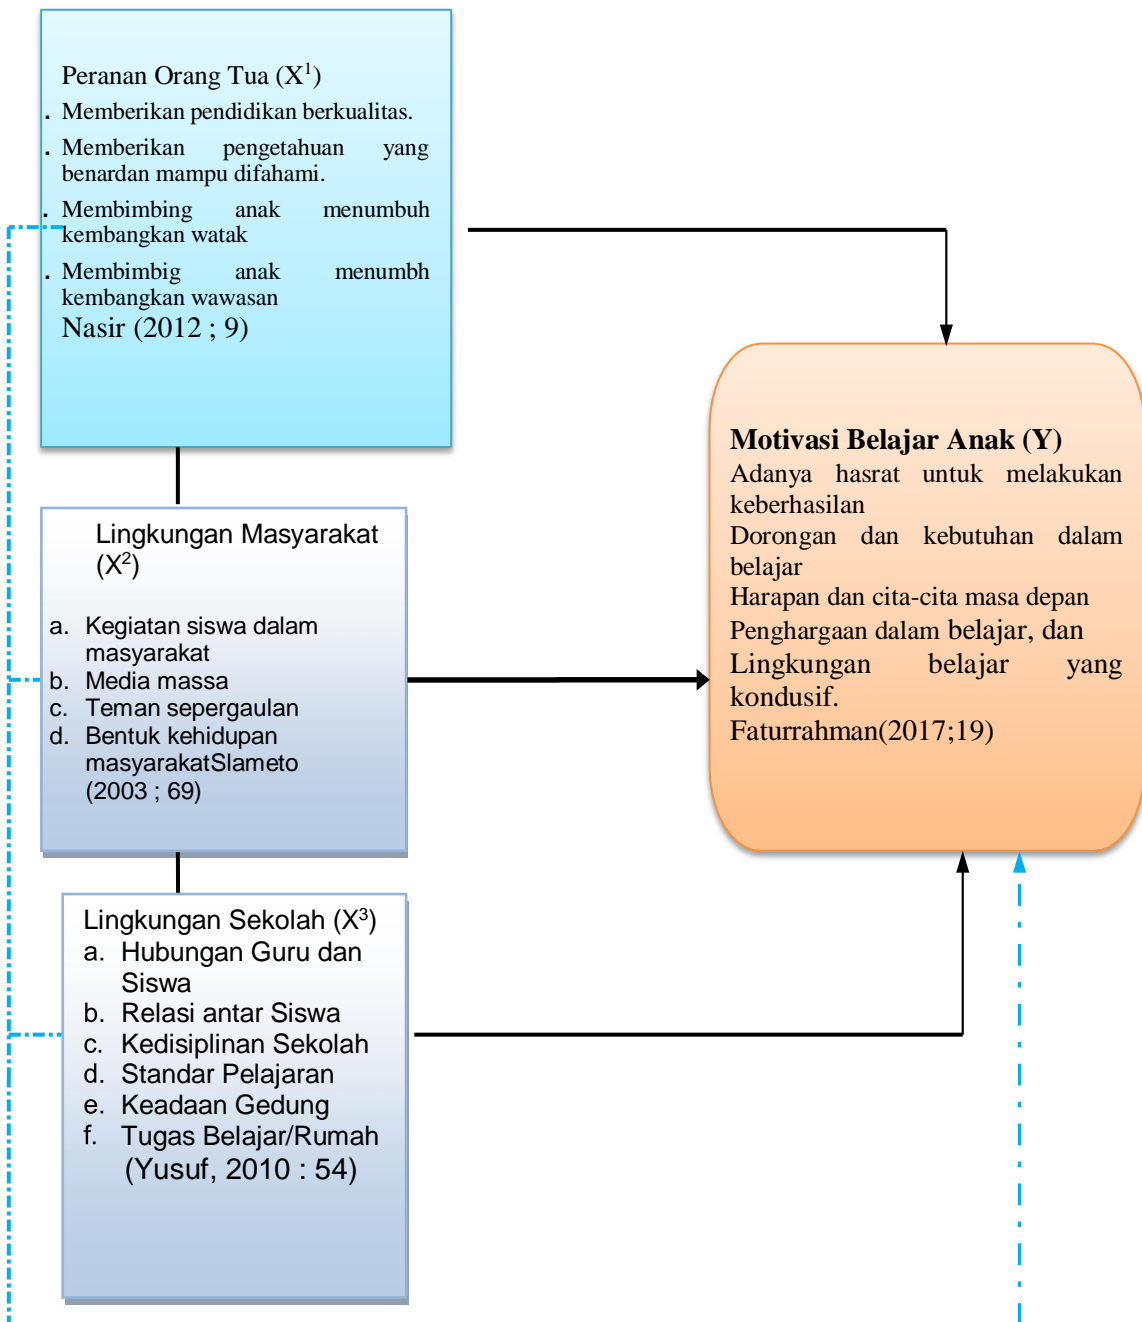 Peranan Orang Tua (X¹)
. Memberikan pendidikan berkualitas.
. Memberikan pengetahuan yang
benardan mampu difahami.
. Membimbing anak menumbuh
kembangkan watak
. Membimbig anak menumbh
kembangkan wawasan
Nasir (2012 ; 9)
Lingkungan Masyarakat
(X²)
a. Kegiatan siswa dalam
masyarakat
b. Media massa
c. Teman sepergaulan
d. Bentuk kehidupan
masyarakatSlameto
(2003 ; 69)
Lingkungan Sekolah (X³)
a. Hubungan Guru dan
Siswa
b. Relasi antar Siswa
c. Kedisiplinan Sekolah
d. Standar Pelajaran
e. Keadaan Gedung
f. Tugas Belajar/Rumah
(Yusuf, 2010 : 54)
Motivasi Belajar Anak (Y)
Adanya hasrat untuk melakukan
keberhasilan
Dorongan dan kebutuhan dalam
belajar
Harapan dan cita-cita masa depan
Penghargaan dalam belajar, dan
Lingkungan belajar yang
kondusif.
Faturrahman(2017;19)